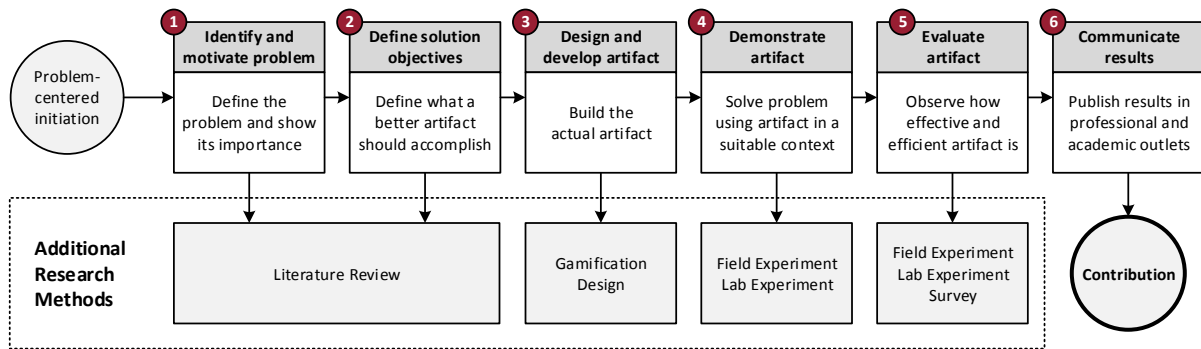 Problem-
centered
initiation
1
Identify and
motivate problem
Define the
problem and show
its importance
2
Define solution
objectives
Define what a
better artifact
should accomplish
3
Design and
develop artifact
Build the
actual artifact
4
Demonstrate
artifact
Solve problem
using artifact in a
suitable context
5
Evaluate
artifact
Observe how
effective and
efficient artifact is
6
Communicate
results
Publish results in
professional and
academic outlets
Additional
Research
Methods
Literature Review
Gamification
Design
Field Experiment
Lab Experiment
Field Experiment
Lab Experiment
Survey
Contribution